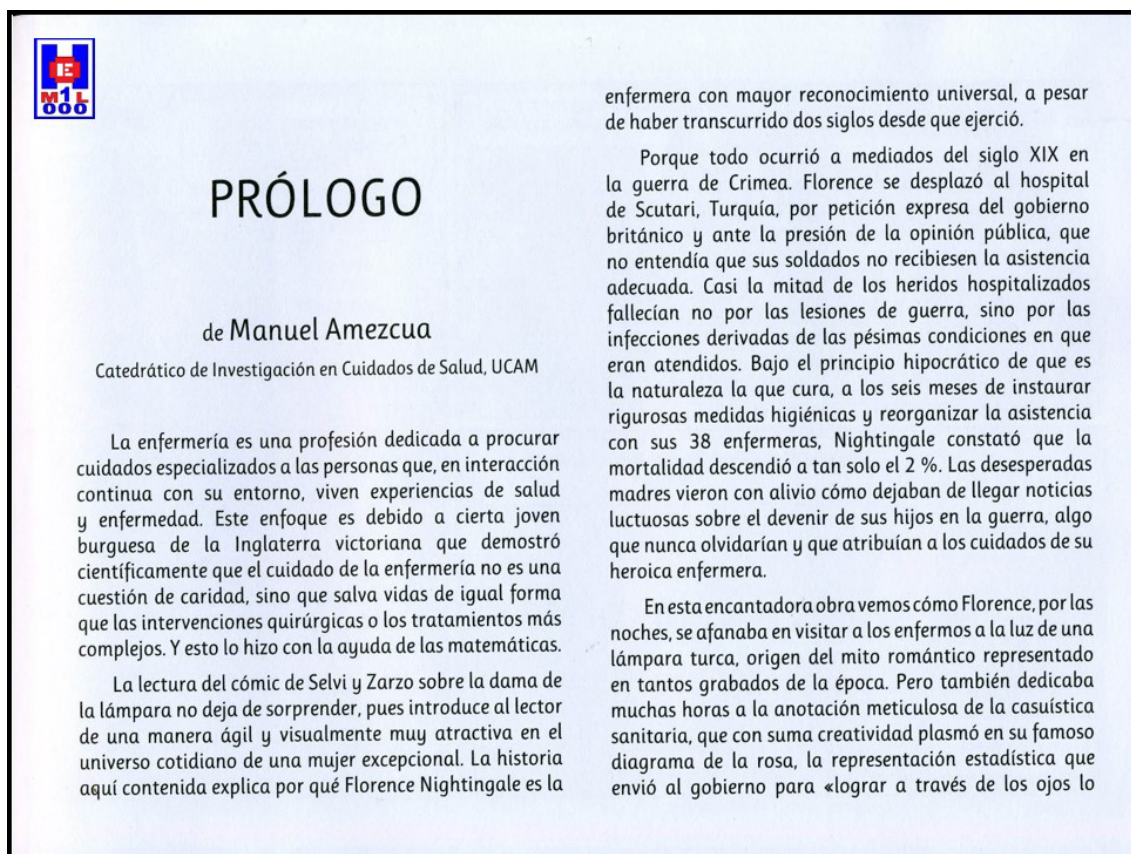 H
E
M1L
000
PRÓLOGO
de Manuel Amezcua
Catedrático de Investigación en Cuidados de Salud, UCAM
La enfermería es una profesión dedicada a procurar
cuidados especializados a las personas que, en interacción
continua con su entorno, viven experiencias de salud
y enfermedad. Este enfoque es debido a cierta joven
burguesa de la Inglaterra victoriana que demostró
científicamente que el cuidado de la enfermería no es una
cuestión de caridad, sino que salva vidas de igual forma
que las intervenciones quirúrgicas o los tratamientos más
complejos. Y esto lo hizo con la ayuda de las matemáticas.
La lectura del cómic de Selvi y Zarzo sobre la dama de
la lámpara no deja de sorprender, pues introduce al lector
de una manera ágil y visualmente muy atractiva en el
universo cotidiano de una mujer excepcional. La historia
aquí contenida explica por qué Florence Nightingale es la
enfermera con mayor reconocimiento universal, a pesar
de haber transcurrido dos siglos desde que ejerció.
Porque todo ocurrió a mediados del siglo XIX en
la guerra de Crimea. Florence se desplazó al hospital
de Scutari, Turquía, por petición expresa del gobierno
británico y ante la presión de la opinión pública, que
no entendía que sus soldados no recibiesen la asistencia
adecuada. Casi la mitad de los heridos hospitalizados
fallecían no por las lesiones de guerra, sino por las
infecciones derivadas de las pésimas condiciones en que
eran atendidos. Bajo el principio hipocrático de que es
la naturaleza la que cura, a los seis meses de instaurar
rigurosas medidas higiénicas y reorganizar la asistencia
con sus 38 enfermeras, Nightingale constató que la
mortalidad descendió a tan solo el 2 %. Las desesperadas
madres vieron con alivio cómo dejaban de llegar noticias
luctuosas sobre el devenir de sus hijos en la guerra, algo
que nunca olvidarían y que atribuían a los cuidados de su
heroica enfermera.
En esta encantadora obra vemos cómo Florence, por las
noches, se afanaba en visitar a los enfermos a la luz de una
lámpara turca, origen del mito romántico representado
en tantos grabados de la época. Pero también dedicaba
muchas horas a la anotación meticulosa de la casuística
sanitaria, que con suma creatividad plasmó en su famoso
diagrama de la rosa, la representación estadística que
envió al gobierno para «lograr a través de los ojos lo